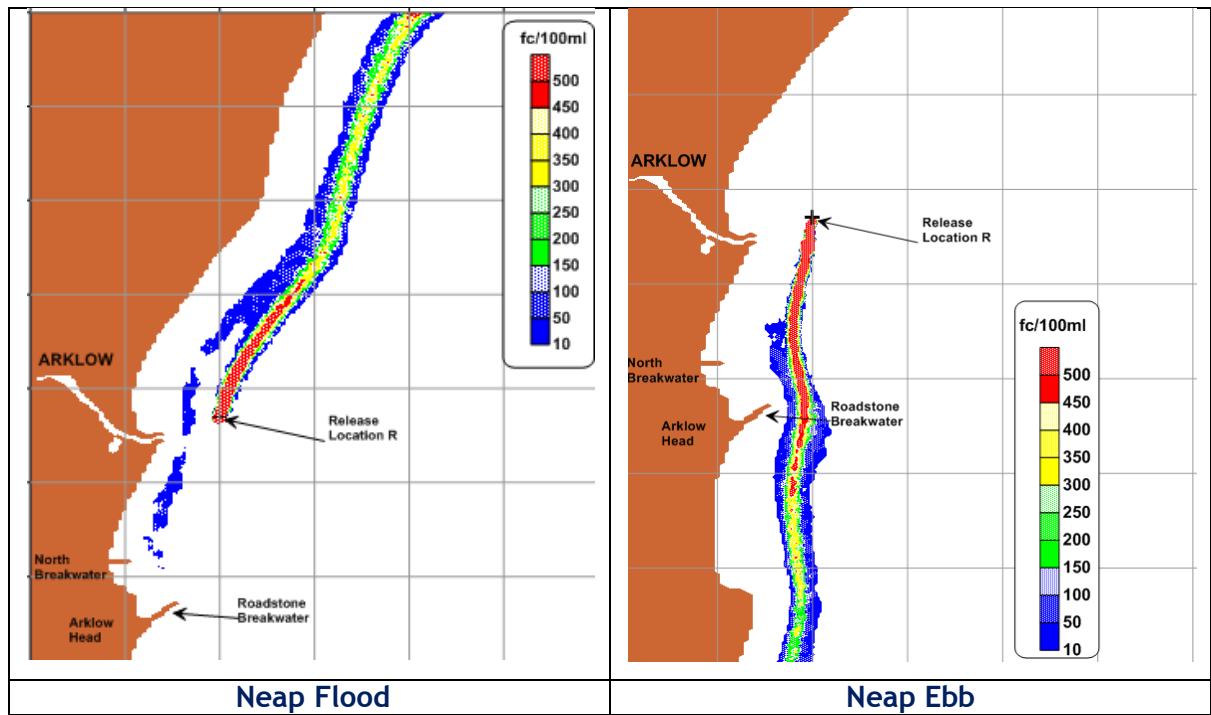 fc/100ml
500
450
400
350
300
250
200
150
100
50
10
ARKLOW
Release
Location R
North
Breakwater
Roadstone
Breakwater
Arklow
Head
Neap Flood
ARKLOW
Release
Location R
fc/100ml
500
450
400
350
300
250
200
150
100
50
10
North
Breakwater
Roadstone
Breakwater
Arklow
Head
Neap Ebb